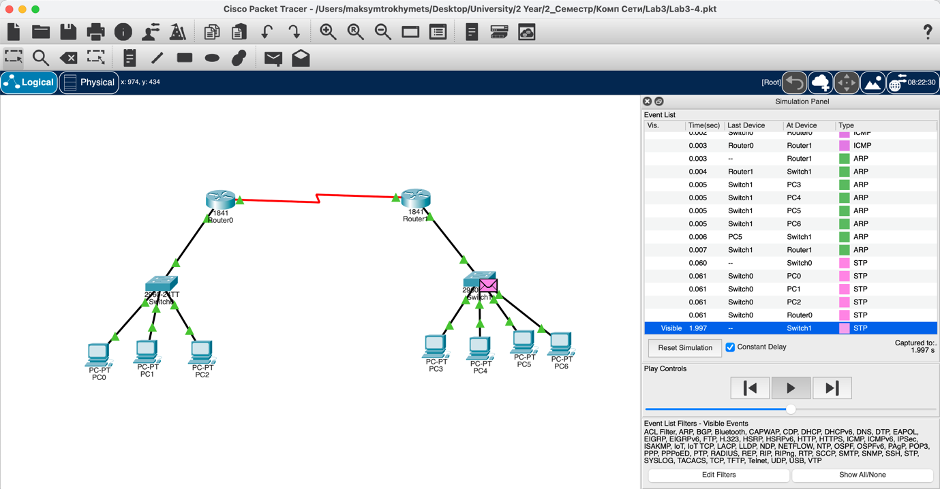 Cisco Packet Tracer - /Users/maksymtrokhymets/Desktop/University/2 Year/2_Семестр/Комп Сети/Lab3/Lab3-4.pkt
Logical Physical x: 974, y: 434 [Root] 08:22:30
Simulation Panel
Event List
Vis. Time(sec) Last Device At Device Type
0.002 Switch0 Router0 ICMP
0.003 Router0 Router1 ICMP
0.003 -- Router1 ARP
0.004 Router1 Switch1 ARP
0.005 Switch1 PC3 ARP
0.005 Switch1 PC4 ARP
0.005 Switch1 PC5 ARP
0.005 Switch1 PC6 ARP
0.006 PC5 Switch1 ARP
0.007 Switch1 Router1 ARP
0.060 -- Switch0 STP
0.061 Switch0 PC0 STP
0.061 Switch0 PC1 STP
0.061 Switch0 PC2 STP
0.061 Switch0 Router0 STP
Visible 1.997 -- Switch1 STP
Reset Simulation Constant Delay Captured to:.
1.997 s
Play Controls
Event List Filters - Visible Events
ACL Filter, ARP, BGP, Bluetooth, CAPWAP, CDP, DHCP, DHCPv6, DNS, DTP, EAPOL,
EIGRP, EIGRPv6, FTP, H.323, HSRP, HSRPv6, HTTP, HTTPS, ICMP, ICMPv6, IPSec,
ISAKMP, IoT, IoT TCP, LACP, LLDP, NDP, NETFLOW, NTP, OSPF, OSPFv6, PAgP, POP3,
PPP, PPPoED, PTP, RADIUS, REP, RIP, RIPng, RTP, SCCP, SMTP, SNMP, SSH, STP,
SYSLOG, TACACS, TCP, TFTP, Telnet, UDP, USB, VTP
Edit Filters Show All/None
1841
Router0
1841
Router1
Switch1
PC-PT
PC0
PC-PT
PC1
PC-PT
PC2
PC-PT
PC3
PC-PT
PC4
PC-PT
PC5
PC-PT
PC6